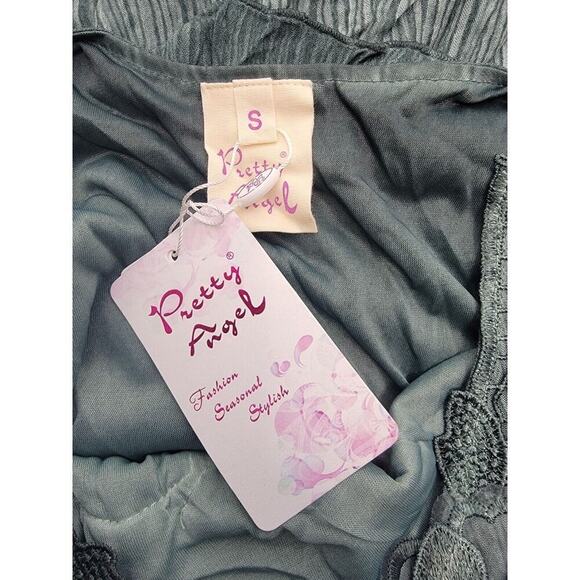 S
Pretty®
Angel
Pretty®
Angel
Fashion
Seasonal
Stylish